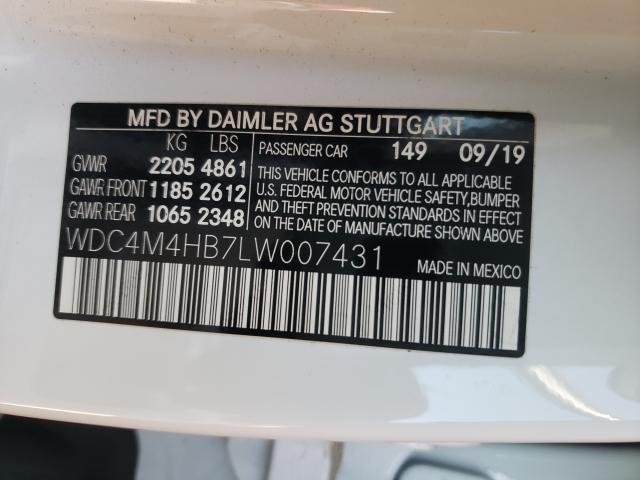 MFD BY DAIMLER AG STUTTGART
KG LBS PASSENGER CAR 149 09/19
GVWR 2205 4861
GAWR FRONT 1185 2612
GAWR REAR 1065 2348
THIS VEHICLE CONFORMS TO ALL APPLICABLE
U.S. FEDERAL MOTOR VEHICLE SAFETY,BUMPER
AND THEFT PREVENTION STANDARDS IN EFFECT
ON THE DATE OF MANUFACTURE SHOWN ABOVE.
WDC4M4HB7LW007431
MADE IN MEXICO